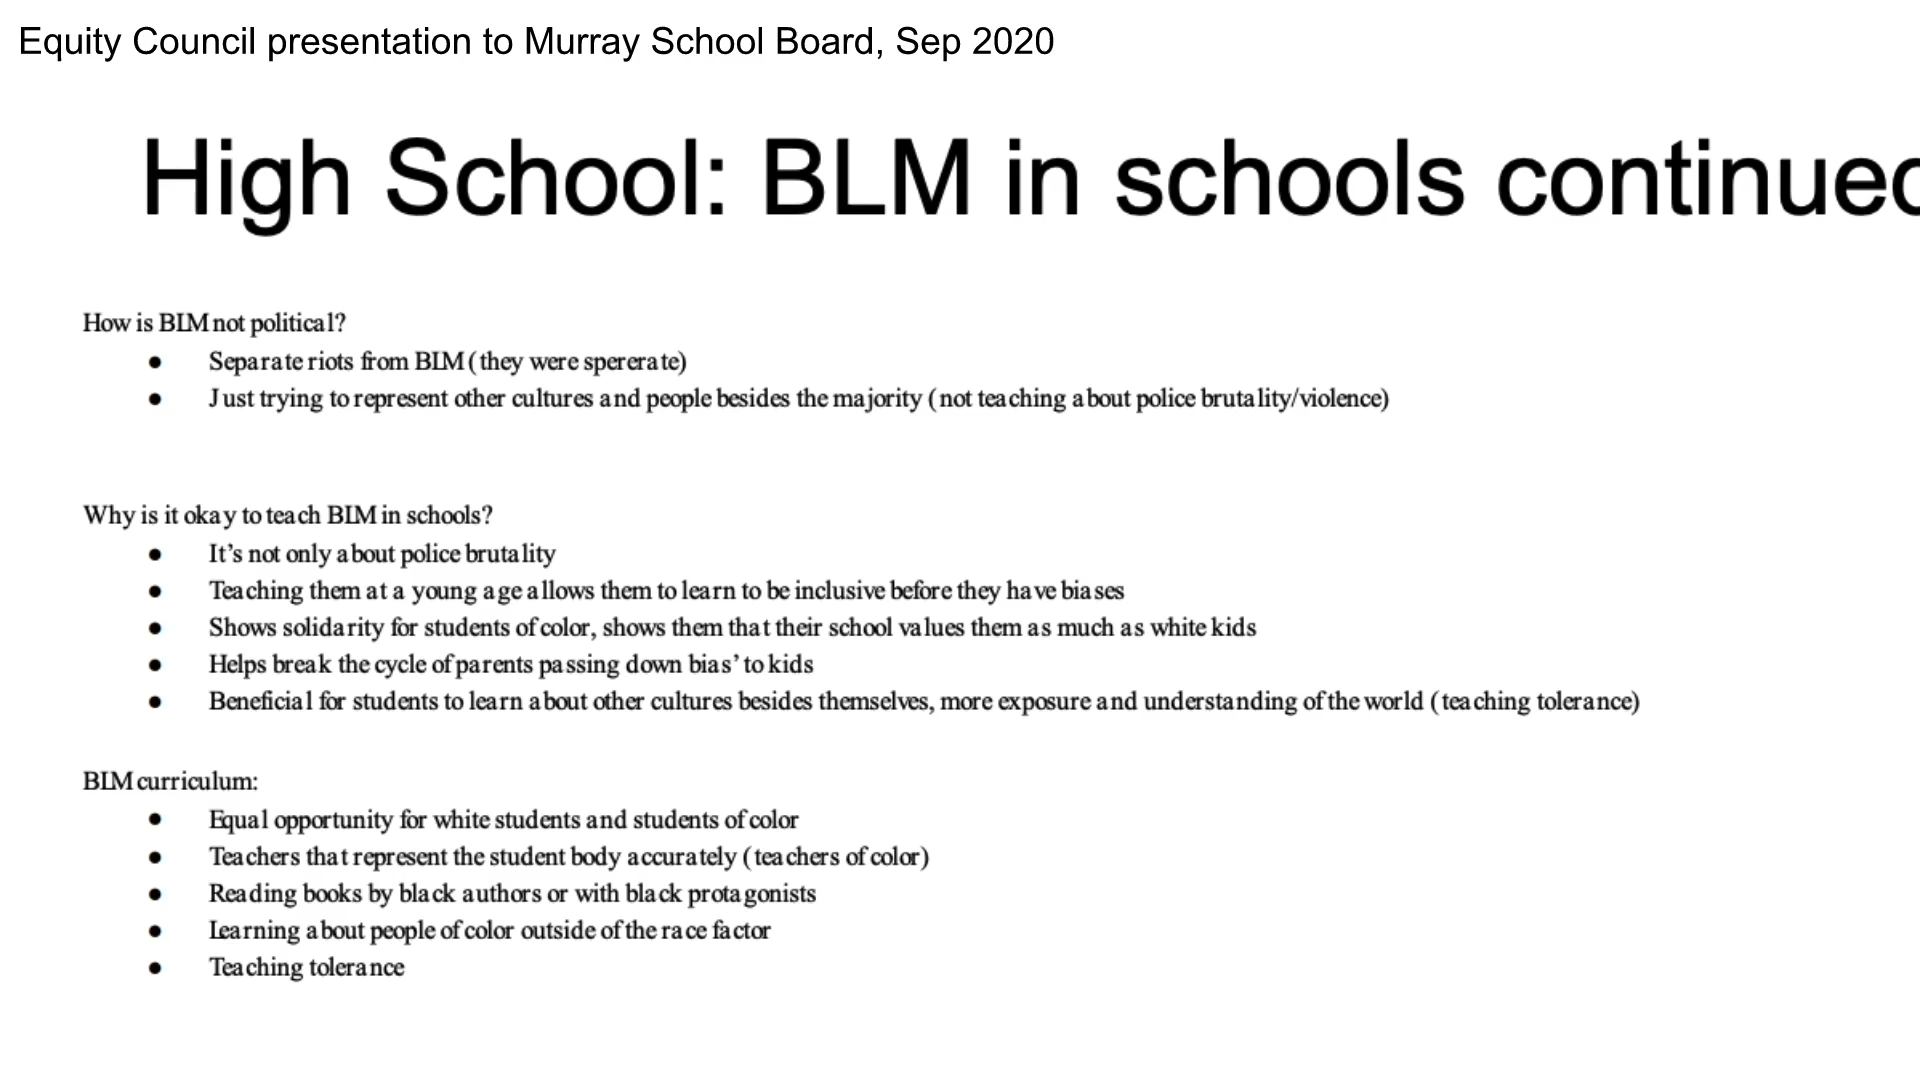 Equity Council presentation to Murray School Board, Sep 2020
High School: BLM in schools continued
How is BLM not political?
● Separate riots from BLM (they were spererate)
● Just trying to represent other cultures and people besides the majority (not teaching about police brutality/violence)
Why is it okay to teach BLM in schools?
● It's not only about police brutality
● Teaching them at a young age allows them to learn to be inclusive before they have biases
● Shows solidarity for students of color, shows them that their school values them as much as white kids
● Helps break the cycle of parents passing down bias' to kids
● Beneficial for students to learn about other cultures besides themselves, more exposure and understanding of the world (teaching tolerance)
BLM curriculum:
● Equal opportunity for white students and students of color
● Teachers that represent the student body accurately (teachers of color)
● Reading books by black authors or with black protagonists
● Learning about people of color outside of the race factor
● Teaching tolerance